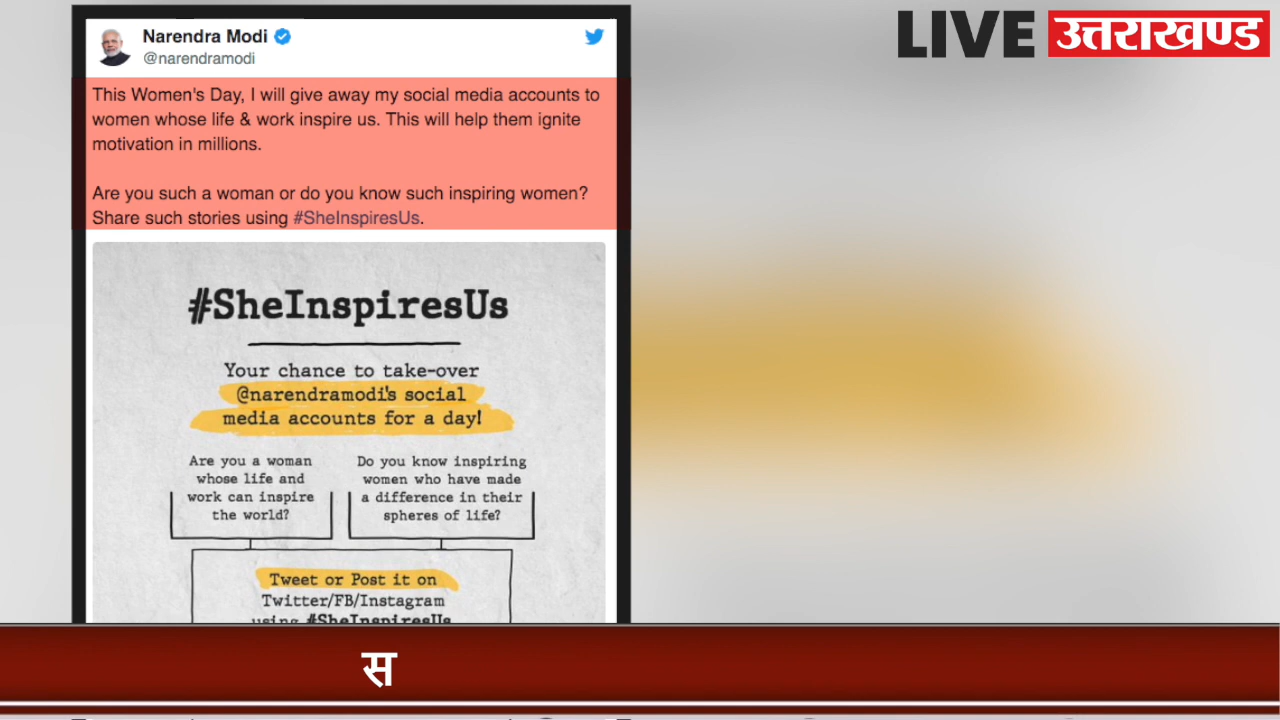 Narendra Modi
@narendramodi
LIVE उत्तराखण्ड
This Women's Day, I will give away my social media accounts to
women whose life & work inspire us. This will help them ignite
motivation in millions.
Are you such a woman or do you know such inspiring women?
Share such stories using #SheInspiresUs.
#SheInspiresUs
Your chance to take-over
@narendramodi's social
media accounts for a day!
Are you a woman
whose life and
work can inspire
the world?
Do you know inspiring
women who have made
a difference in their
spheres of life?
Tweet or Post it on
Twitter/FB/Instagram
using #SheInspiresUs
स